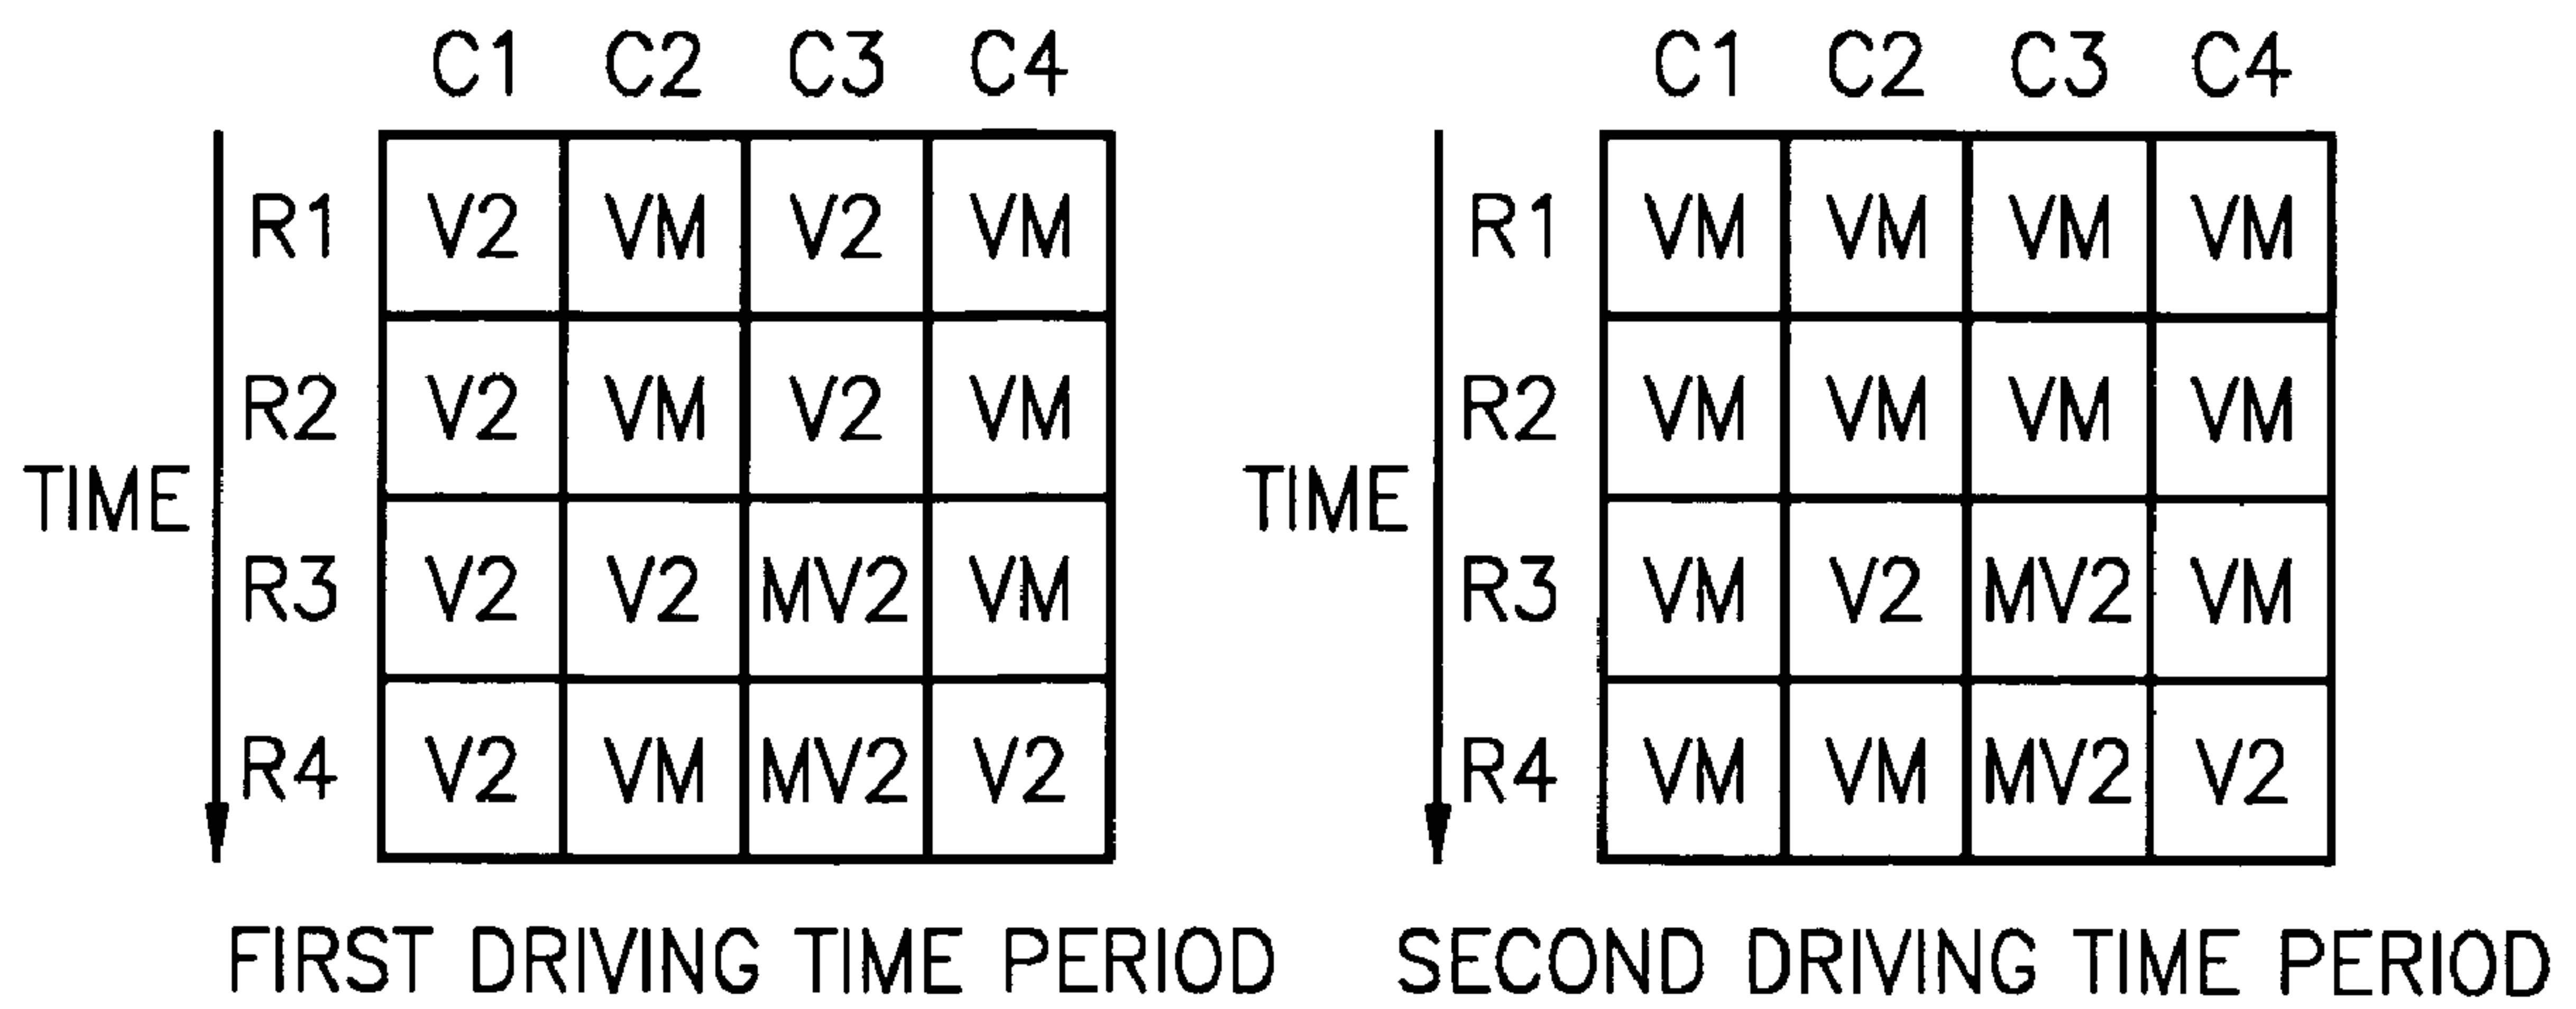 C1 C2 C3 C4 C1 C2 C3 C4
R1 V2 VM V2 VM R1 VM VM VM VM
R2 V2 VM V2 VM R2 VM VM VM VM
TIME TIME
R3 V2 V2 MV2 VM R3 VM V2 MV2 VM
R4 V2 VM MV2 V2 R4 VM VM MV2 V2
FIRST DRIVING TIME PERIOD SECOND DRIVING TIME PERIOD